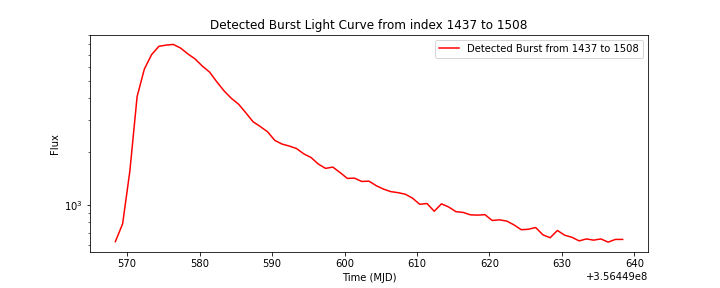 Detected Burst Light Curve from index 1437 to 1508
Detected Burst from 1437 to 1508
Flux
10³
570 580 590 600 610 620 630 640
Time (MJD)
+3.56449e8